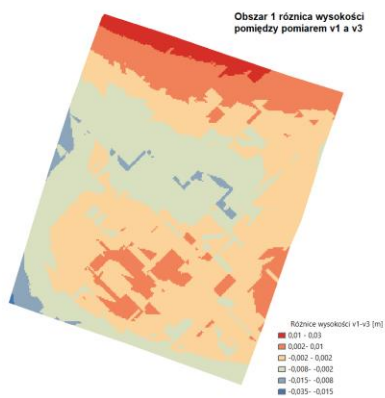 Obszar 1 róznica wysokości
pomiędzy pomiarem v1 a v3
Różnice wysokości v1-v3 [m]
0,01 - 0,03
0,002- 0,01
-0,002 - 0,002
-0,008- -0,002
-0,015- -0,008
-0,035- -0,015